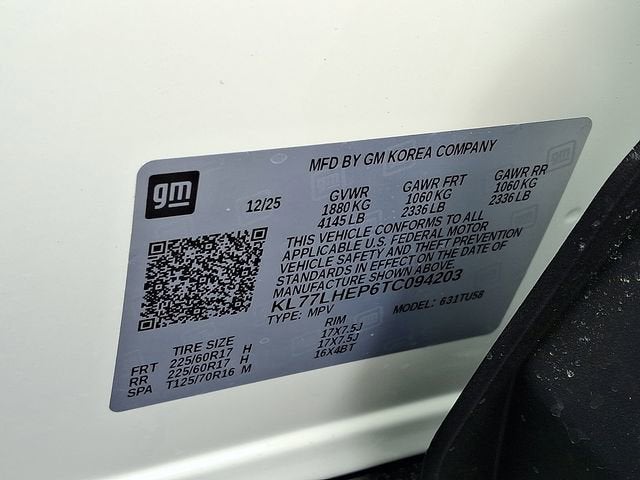 gm
MFD BY GM KOREA COMPANY
12/25
GVWR GAWR FRT GAWR RR
1880 KG 1060 KG 1060 KG
4145 LB 2336 LB 2336 LB
THIS VEHICLE CONFORMS TO ALL
APPLICABLE U.S. FEDERAL MOTOR
VEHICLE SAFETY AND THEFT PREVENTION
STANDARDS IN EFFECT ON THE DATE OF
MANUFACTURE SHOWN ABOVE.
KL77LHEP6TC094203
TYPE: MPV MODEL: 631TU58
TIRE SIZE RIM
FRT 225/60R17 H 17X7.5J
RR 225/60R17 H 17X7.5J
SPA T125/70R16 M 16X4BT